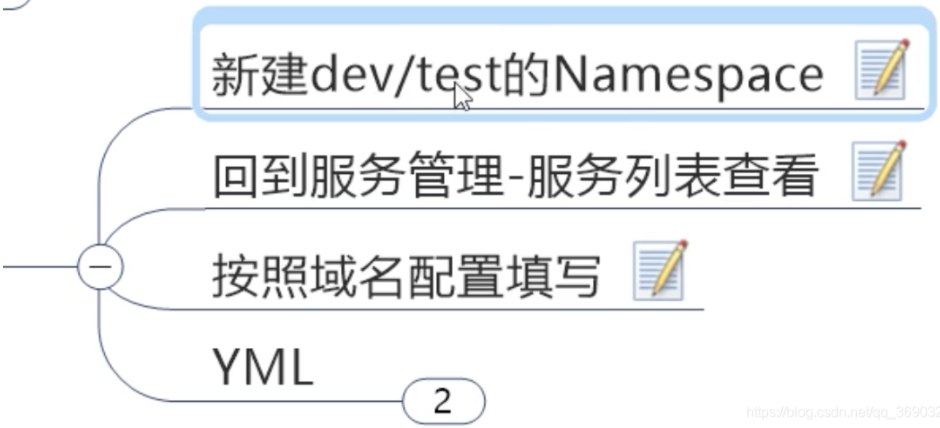 新建dev/test的Namespace
回到服务管理-服务列表查看
按照域名配置填写
YML
2
https://blog.csdn.net/qq_369032